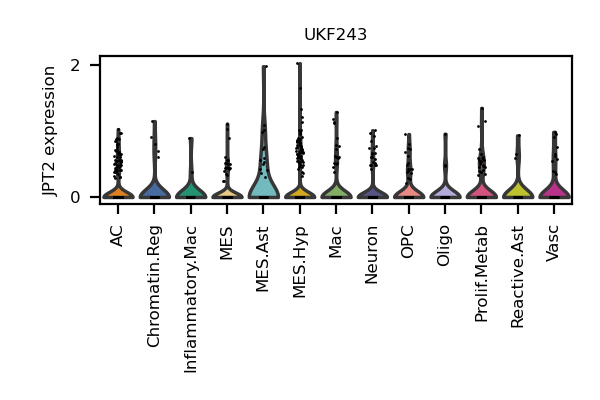 UKF243
JPT2 expression
2
0
AC
Chromatin.Reg
Inflammatory.Mac
MES
MES.Ast
MES.Hyp
Mac
Neuron
OPC
Oligo
Prolif.Metab
Reactive.Ast
Vasc